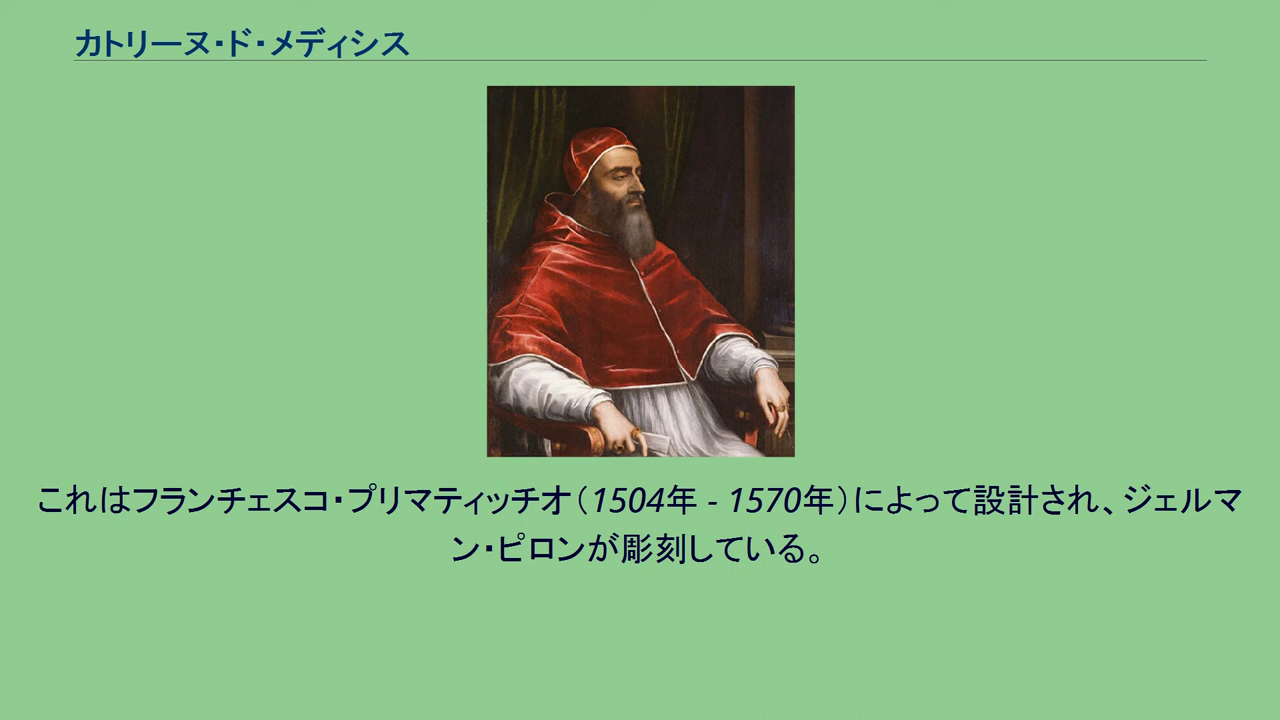 カトリーヌ・ド・メディシス
これはフランチェスコ・プリマティッチオ（1504年 - 1570年）によって設計され、ジェルマ
ン・ピロンが彫刻している。